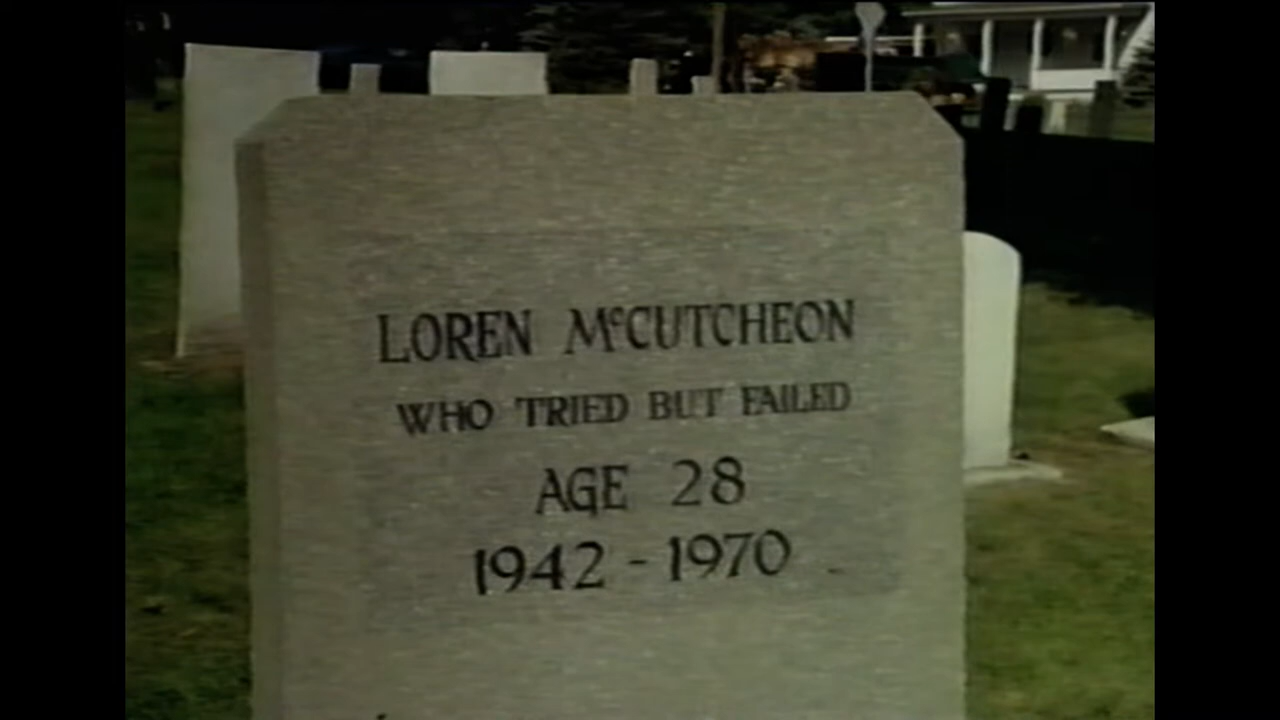 LOREN McCUTCHEON
WHO TRIED BUT FAILED
AGE 28
1942 - 1970